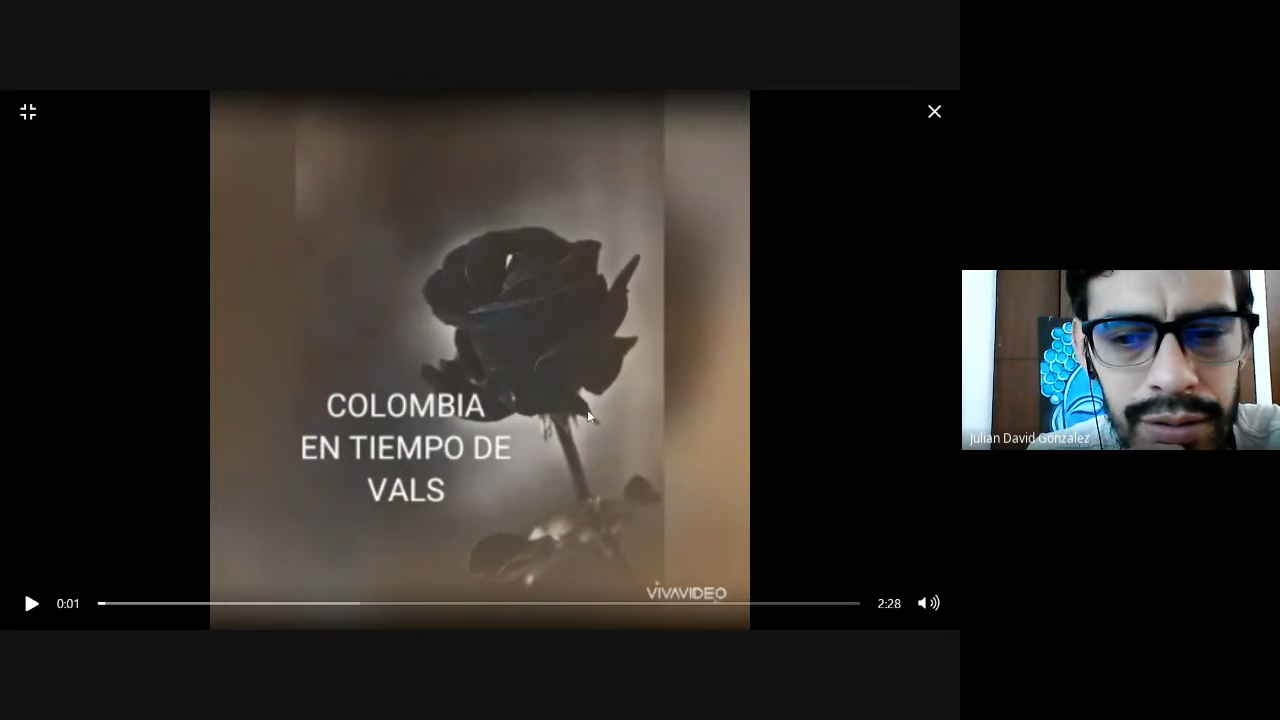 COLOMBIA
EN TIEMPO DE
VALS
VIVAVIDEO
0:01
2:28
Julian David Gonzalez